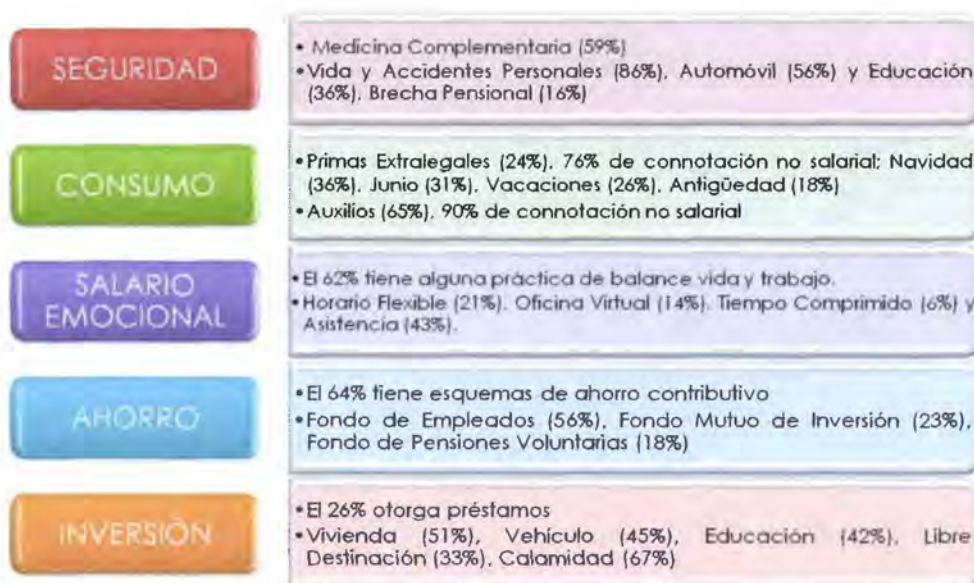 SEGURIDAD
• Medicina Complementaria (59%)
• Vida y Accidentes Personales (86%), Automóvil (56%) y Educación
(36%). Brecha Pensional (16%)
CONSUMO
• Primas Extralegales (24%). 76% de connotación no salarial; Navidad
(36%). Junio (31%). Vacaciones (26%). Antigüedad (18%)
• Auxilios (65%). 90% de connotación no salarial
SALARIO
EMOCIONAL
• El 62% tiene alguna práctica de balance vida y trabajo.
• Horario Flexible (21%). Oficina Virtual (14%). Tiempo Comprimido (6%) y
Asistencia (43%).
AHORRO
• El 64% tiene esquemas de ahorro contributivo
• Fondo de Empleados (56%), Fondo Mutuo de Inversión (23%),
Fondo de Pensiones Voluntarias (18%)
INVERSIÓN
• El 26% otorga préstamos
• Vivienda (51%), Vehículo (45%), Educación (42%), Libre
Destinación (33%), Calamidad (67%)